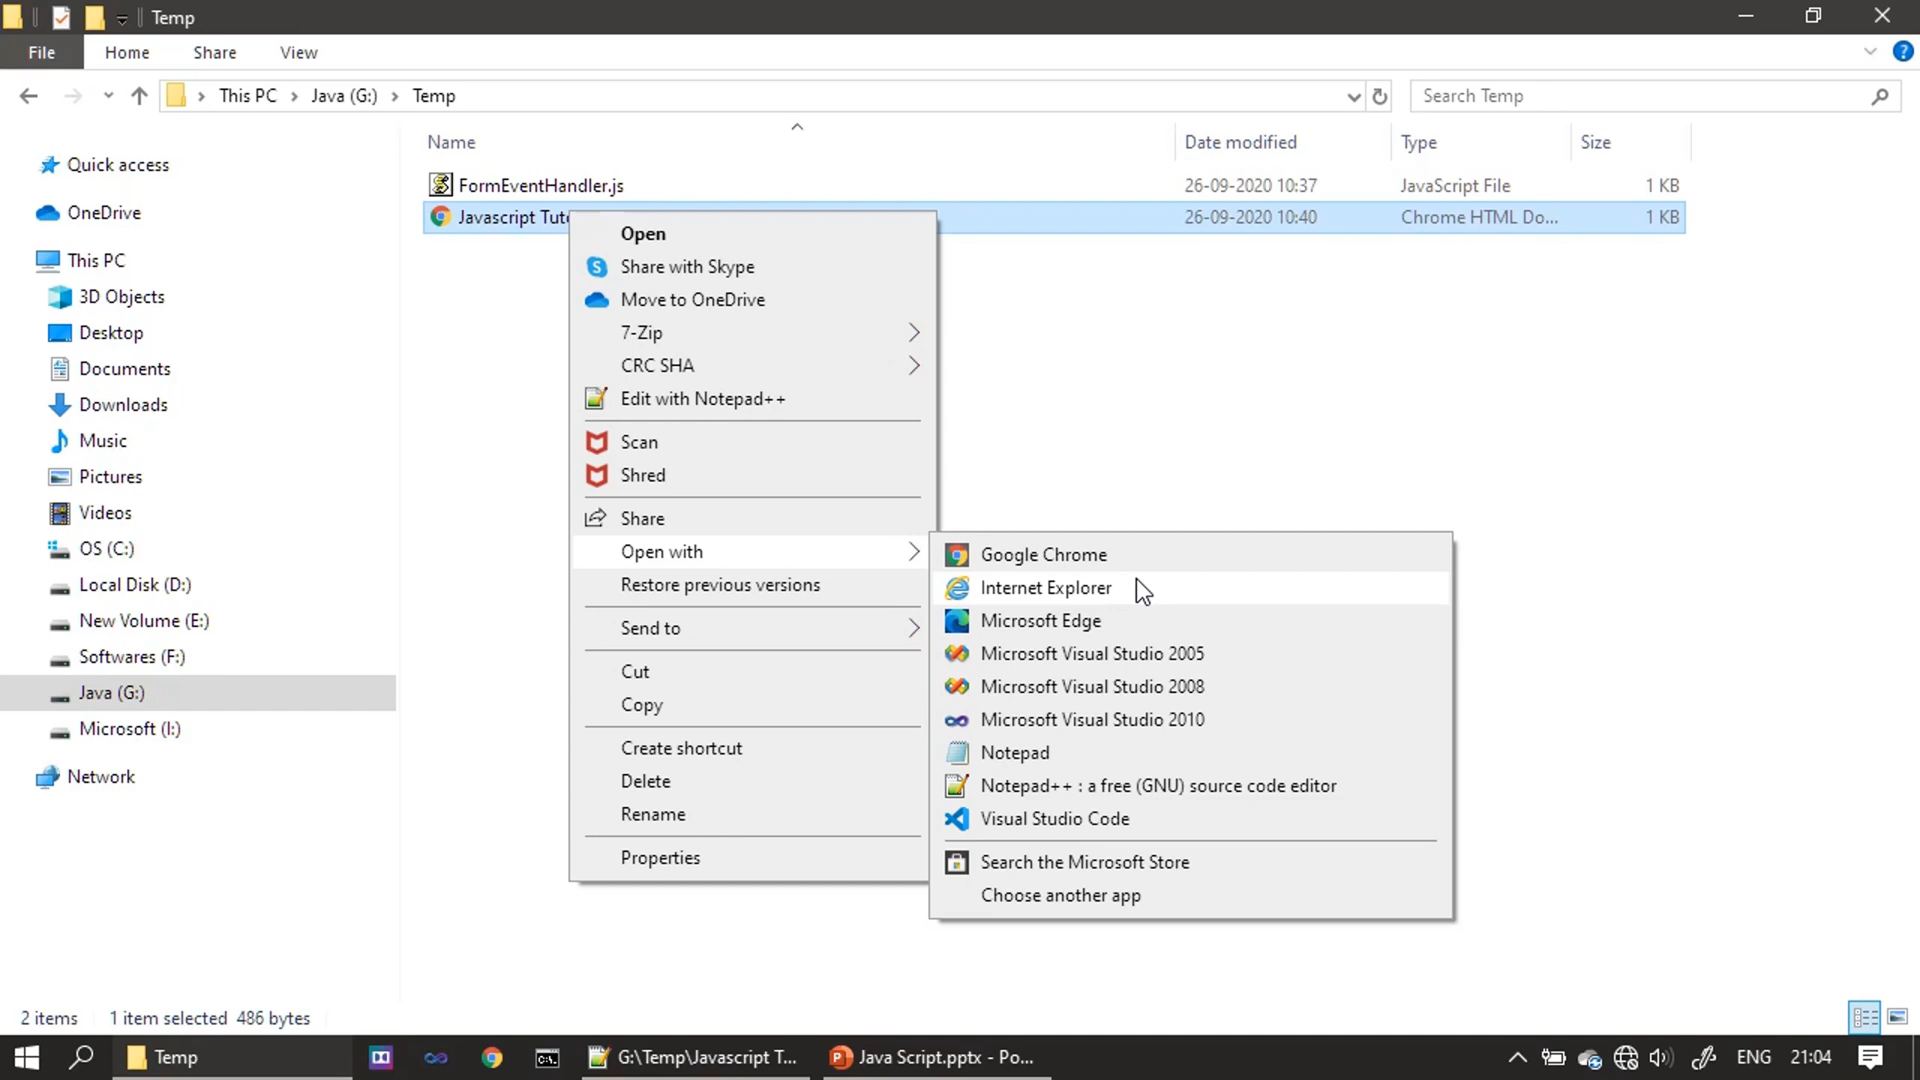 Temp
File
Home
Share
View
This PC
Java (G:)
Temp
Search Temp
Name
Date modified
Type
Size
Quick access
OneDrive
This PC
3D Objects
Desktop
Documents
Downloads
Music
Pictures
Videos
OS (C:)
Local Disk (D:)
New Volume (E:)
Softwares (F:)
Java (G:)
Microsoft (I:)
Network
FormEventHandler.js
26-09-2020 10:37
JavaScript File
1 KB
Javascript Tuto
26-09-2020 10:40
Chrome HTML Do...
1 KB
Open
Share with Skype
Move to OneDrive
7-Zip
CRC SHA
Edit with Notepad++
Scan
Shred
Share
Open with
Restore previous versions
Send to
Cut
Copy
Create shortcut
Delete
Rename
Properties
Google Chrome
Internet Explorer
Microsoft Edge
Microsoft Visual Studio 2005
Microsoft Visual Studio 2008
Microsoft Visual Studio 2010
Notepad
Notepad++ : a free (GNU) source code editor
Visual Studio Code
Search the Microsoft Store
Choose another app
2 items
1 item selected 486 bytes
Temp
G:\Temp\Javascript T...
Java Script.pptx - Po...
ENG
21:04